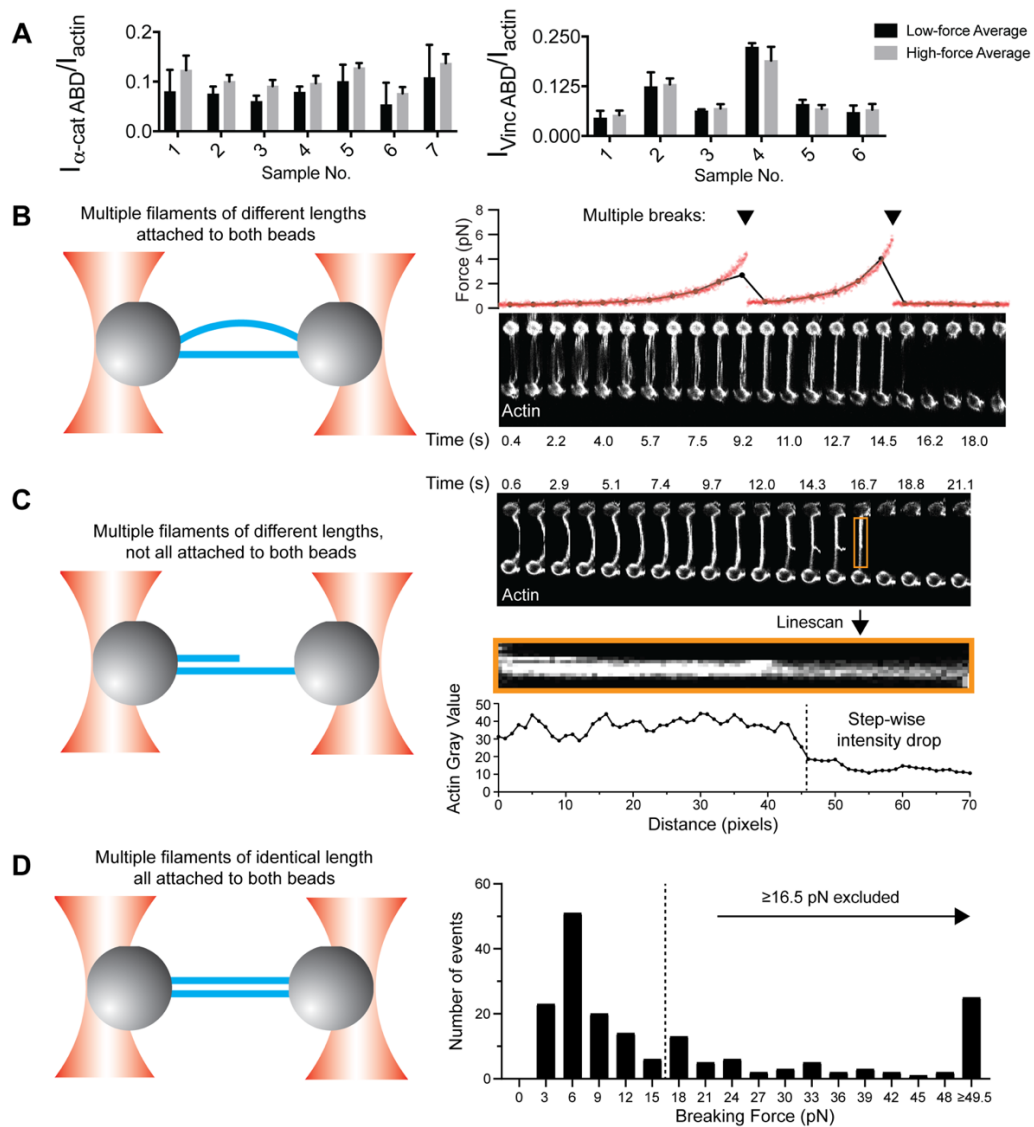 A
I α-cat ABD/I actin
0.2
0.1
0.0
1 2 3 4 5 6 7
Sample No.
I Vinc ABD/I actin
0.250
0.125
0.000
1 2 3 4 5 6
Sample No.
Low-force Average
High-force Average
B
Multiple filaments of different lengths
attached to both beads
Multiple breaks:
Force (pN)
8
6
4
2
0
Actin
Time (s) 0.4 2.2 4.0 5.7 7.5 9.2 11.0 12.7 14.5 16.2 18.0
C
Multiple filaments of different lengths,
not all attached to both beads
Time (s) 0.6 2.9 5.1 7.4 9.7 12.0 14.3 16.7 18.8 21.1
Actin
Linescan
Actin Gray Value
50
40
30
20
10
0
Step-wise
intensity drop
0 10 20 30 40 50 60 70
Distance (pixels)
D
Multiple filaments of identical length
all attached to both beads
Number of events
60
40
20
0
≥16.5 pN excluded
0 3 6 9 12 15 18 21 24 27 30 33 36 39 42 45 48 ≥49.5
Breaking Force (pN)